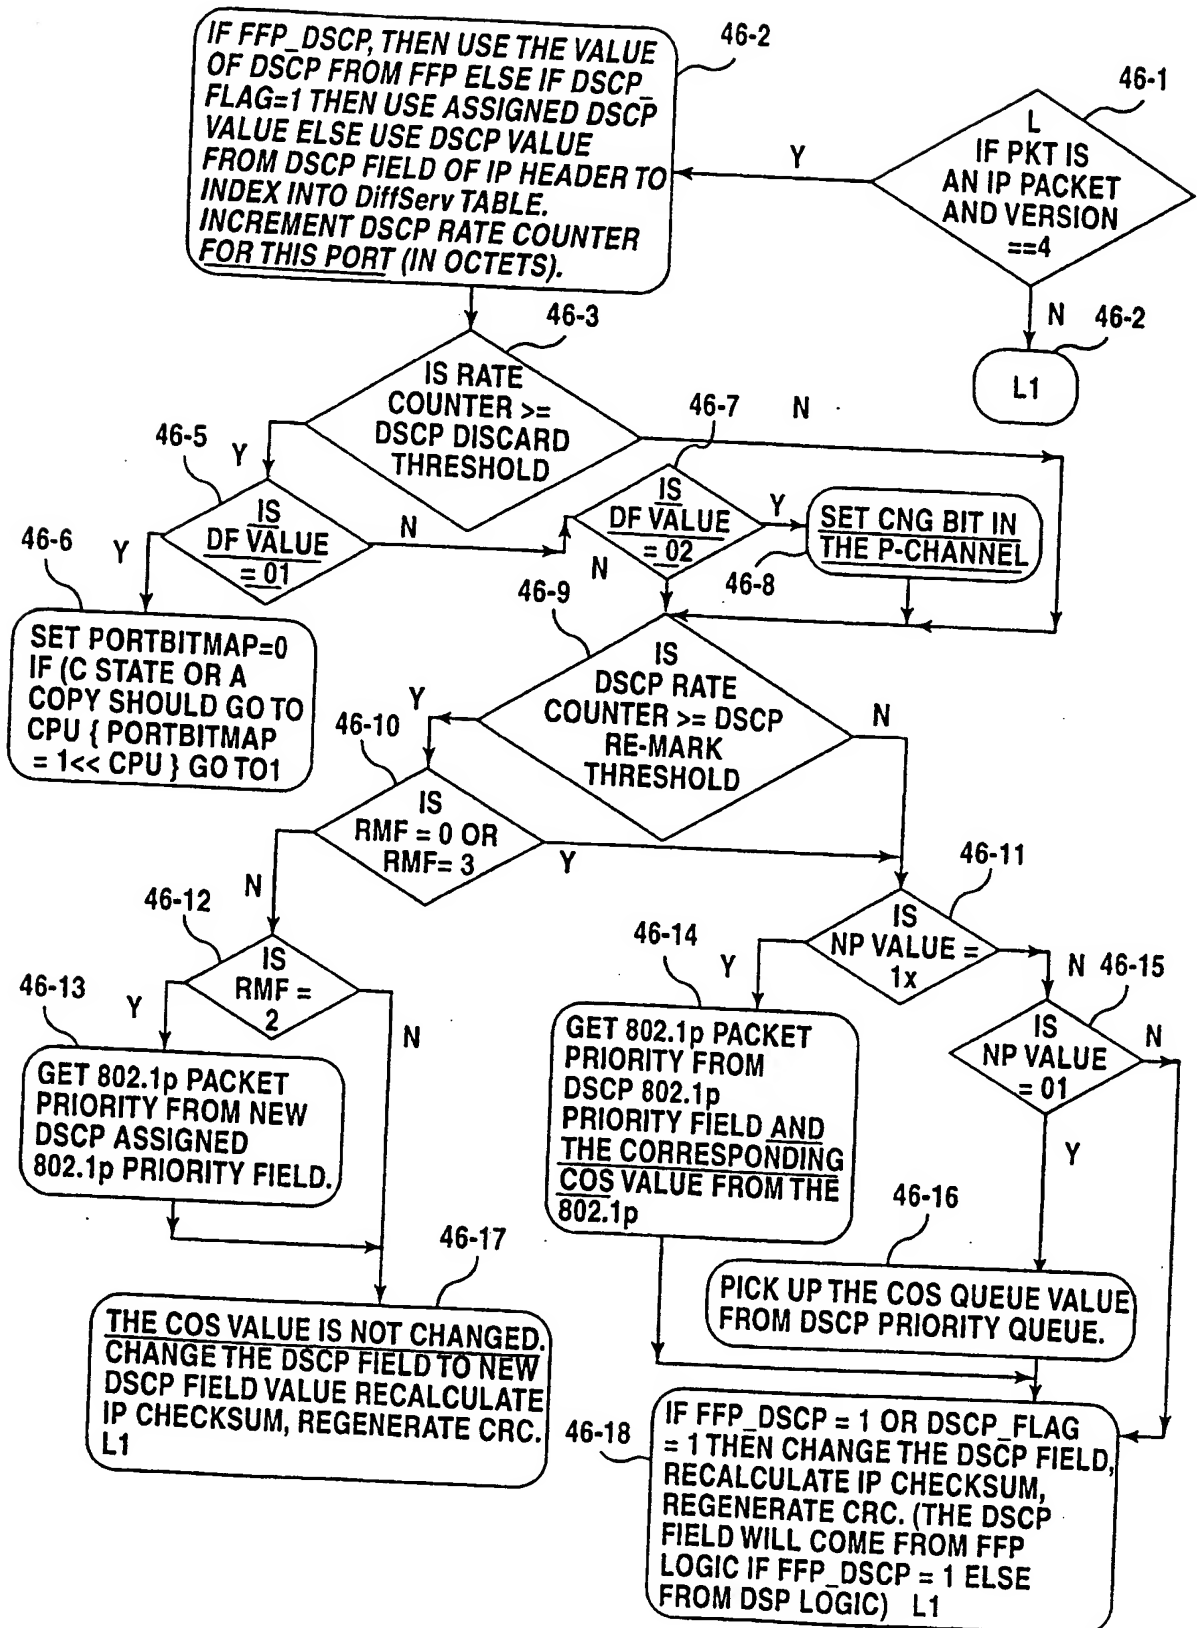 46-2
IF FFP_DSCP, THEN USE THE VALUE
OF DSCP FROM FFP ELSE IF DSCP_
FLAG=1 THEN USE ASSIGNED DSCP
VALUE ELSE USE DSCP VALUE
FROM DSCP FIELD OF IP HEADER TO
INDEX INTO DiffServ TABLE.
INCREMENT DSCP RATE COUNTER
FOR THIS PORT (IN OCTETS).
46-1
L
IF PKT IS
AN IP PACKET
AND VERSION
==4
Y
N
46-2
L1
46-3
IS RATE
COUNTER >=
DSCP DISCARD
THRESHOLD
Y
N
46-5
IS
DF VALUE
= 01
Y
N
46-7
IS
DF VALUE
= 02
Y
N
46-8
SET CNG BIT IN
THE P-CHANNEL
46-6
SET PORTBITMAP=0
IF (C STATE OR A
COPY SHOULD GO TO
CPU { PORTBITMAP
= 1<< CPU } GO TO1
46-9
IS
DSCP RATE
COUNTER >= DSCP
RE-MARK
THRESHOLD
Y
N
46-10
IS
RMF = 0 OR
RMF= 3
N
Y
46-11
IS
NP VALUE =
1x
Y
N
46-12
IS
RMF =
2
Y
N
46-13
GET 802.1p PACKET
PRIORITY FROM NEW
DSCP ASSIGNED
802.1p PRIORITY FIELD.
46-14
GET 802.1p PACKET
PRIORITY FROM
DSCP 802.1p
PRIORITY FIELD AND
THE CORRESPONDING
COS VALUE FROM THE
802.1p
46-15
IS
NP VALUE
= 01
N
Y
46-16
PICK UP THE COS QUEUE VALUE
FROM DSCP PRIORITY QUEUE.
46-17
THE COS VALUE IS NOT CHANGED.
CHANGE THE DSCP FIELD TO NEW
DSCP FIELD VALUE RECALCULATE
IP CHECKSUM, REGENERATE CRC.
L1
46-18
IF FFP_DSCP = 1 OR DSCP_FLAG
= 1 THEN CHANGE THE DSCP FIELD,
RECALCULATE IP CHECKSUM,
REGENERATE CRC. (THE DSCP
FIELD WILL COME FROM FFP
LOGIC IF FFP_DSCP = 1 ELSE
FROM DSP LOGIC) L1